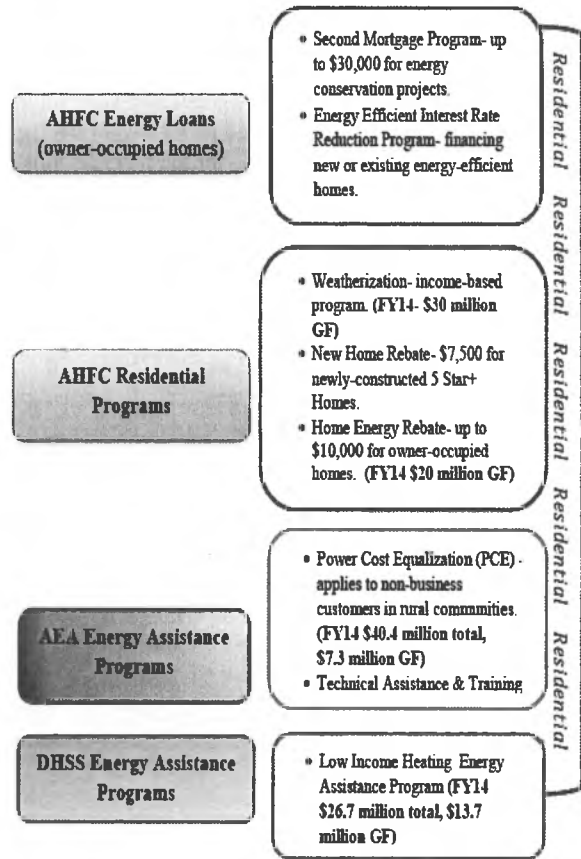 AHFC Energy Loans
(owner-occupied homes)
• Second Mortgage Program- up
to $30,000 for energy
conservation projects.
• Energy Efficient Interest Rate
Reduction Program- financing
new or existing energy-efficient
homes.
AHFC Residential
Programs
• Weatherization- income-based
program. (FY14- $30 million
GF)
• New Home Rebate- $7,500 for
newly-constructed 5 Star+
Homes.
• Home Energy Rebate- up to
$10,000 for owner-occupied
homes. (FY14 $20 million GF)
AEA Energy Assistance
Programs
• Power Cost Equalization (PCE) -
applies to non-business
customers in rural communities.
(FY14 $40.4 million total,
$7.3 million GF)
• Technical Assistance & Training
DHSS Energy Assistance
Programs
• Low Income Heating Energy
Assistance Program (FY14
$26.7 million total, $13.7
million GF)
Residential Residential Residential Residential Residential